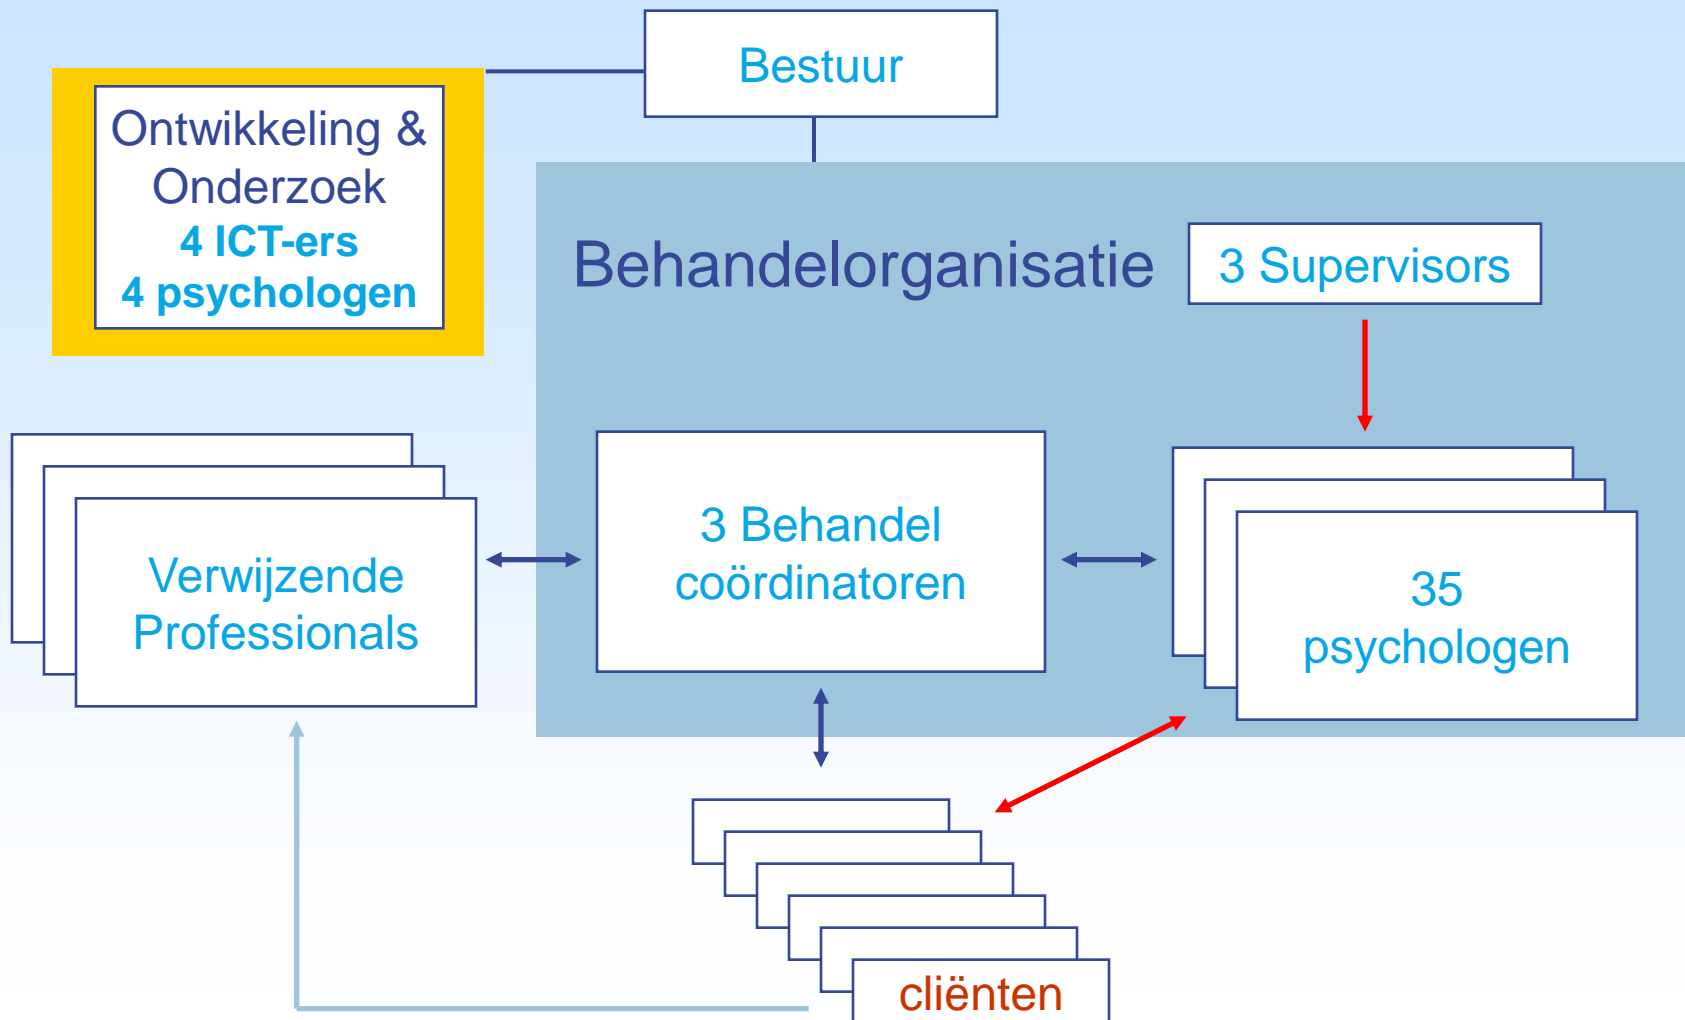 Bestuur
Ontwikkeling &
Onderzoek
4 ICT-ers
4 psychologen
Behandelorganisatie
3 Supervisors
Verwijzende
Professionals
3 Behandel
coördinatoren
35
psychologen
cliënten